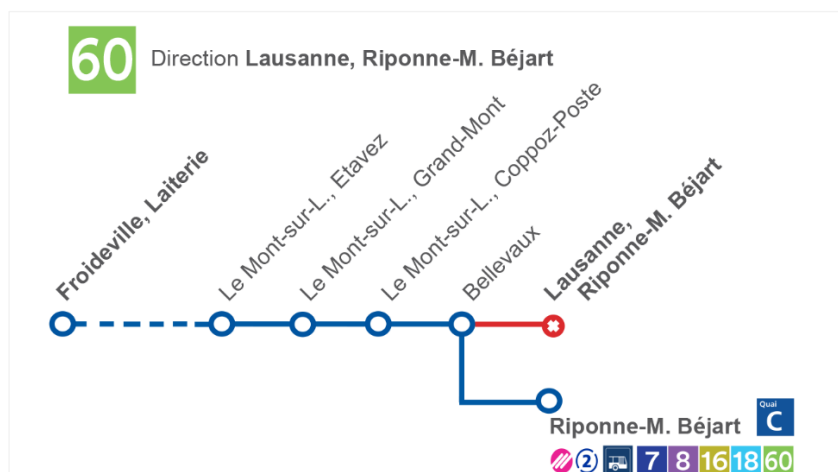 60 Direction Lausanne, Riponne-M. Béjart
Froideville, Laiterie
Le Mont-sur-L., Etavez
Le Mont-sur-L., Grand-Mont
Le Mont-sur-L., Coppoz-Poste
Bellevaux
Lausanne,
Riponne-M. Béjart
Riponne-M. Béjart
Quai
C
2 7 8 16 18 60